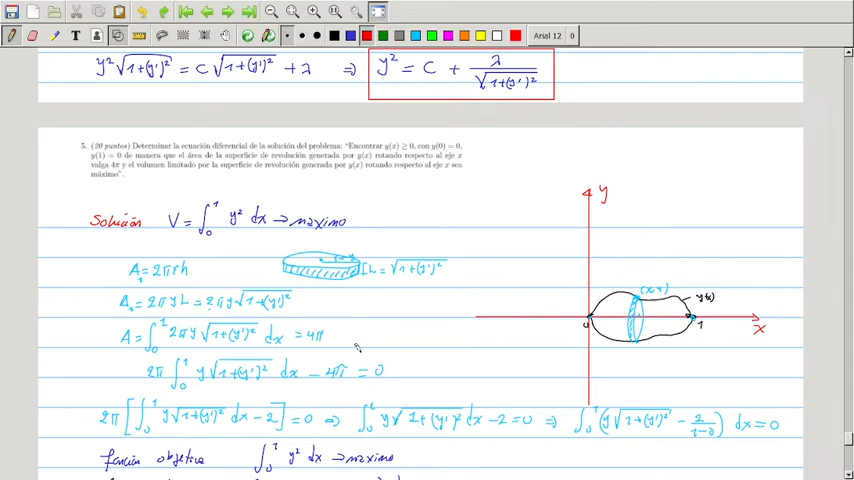 Arial 12 0
y² √1+(y')² = C √1+(y')² + λ ⇒ y² = C + λ/√1+(y')²
5. (20 puntos) Determinar la ecuación diferencial de la solución del problema: "Encontrar y(x) ≥ 0, con y(0) = 0,
y(1) = 0 de manera que el área de la superficie de revolución generada por y(x) rotando respecto al eje x
valga 4π y el volumen limitado por la superficie de revolución generada por y(x) rotando respecto al eje x sea
máximo".
y
Solución V = ∫₀¹ y² dx → máximo
A₁ = 2πrh
L = √1+(y')²
(x,y)
y(x)
A₁ = 2πyL = 2πy√1+(y')²
0 1 x
A = ∫₀¹ 2πy √1+(y')² dx = 4π
2π ∫₀¹ y√1+(y')² dx − 4π = 0
2π[∫₀¹ y√1+(y')² dx − 2] = 0 ⇒ ∫₀¹ y√1+(y')² dx − 2 = 0 ⇒ ∫₀¹ (y√1+(y')² − 2/(1-0)) dx = 0
función objetivo ∫₀¹ y² dx → máximo